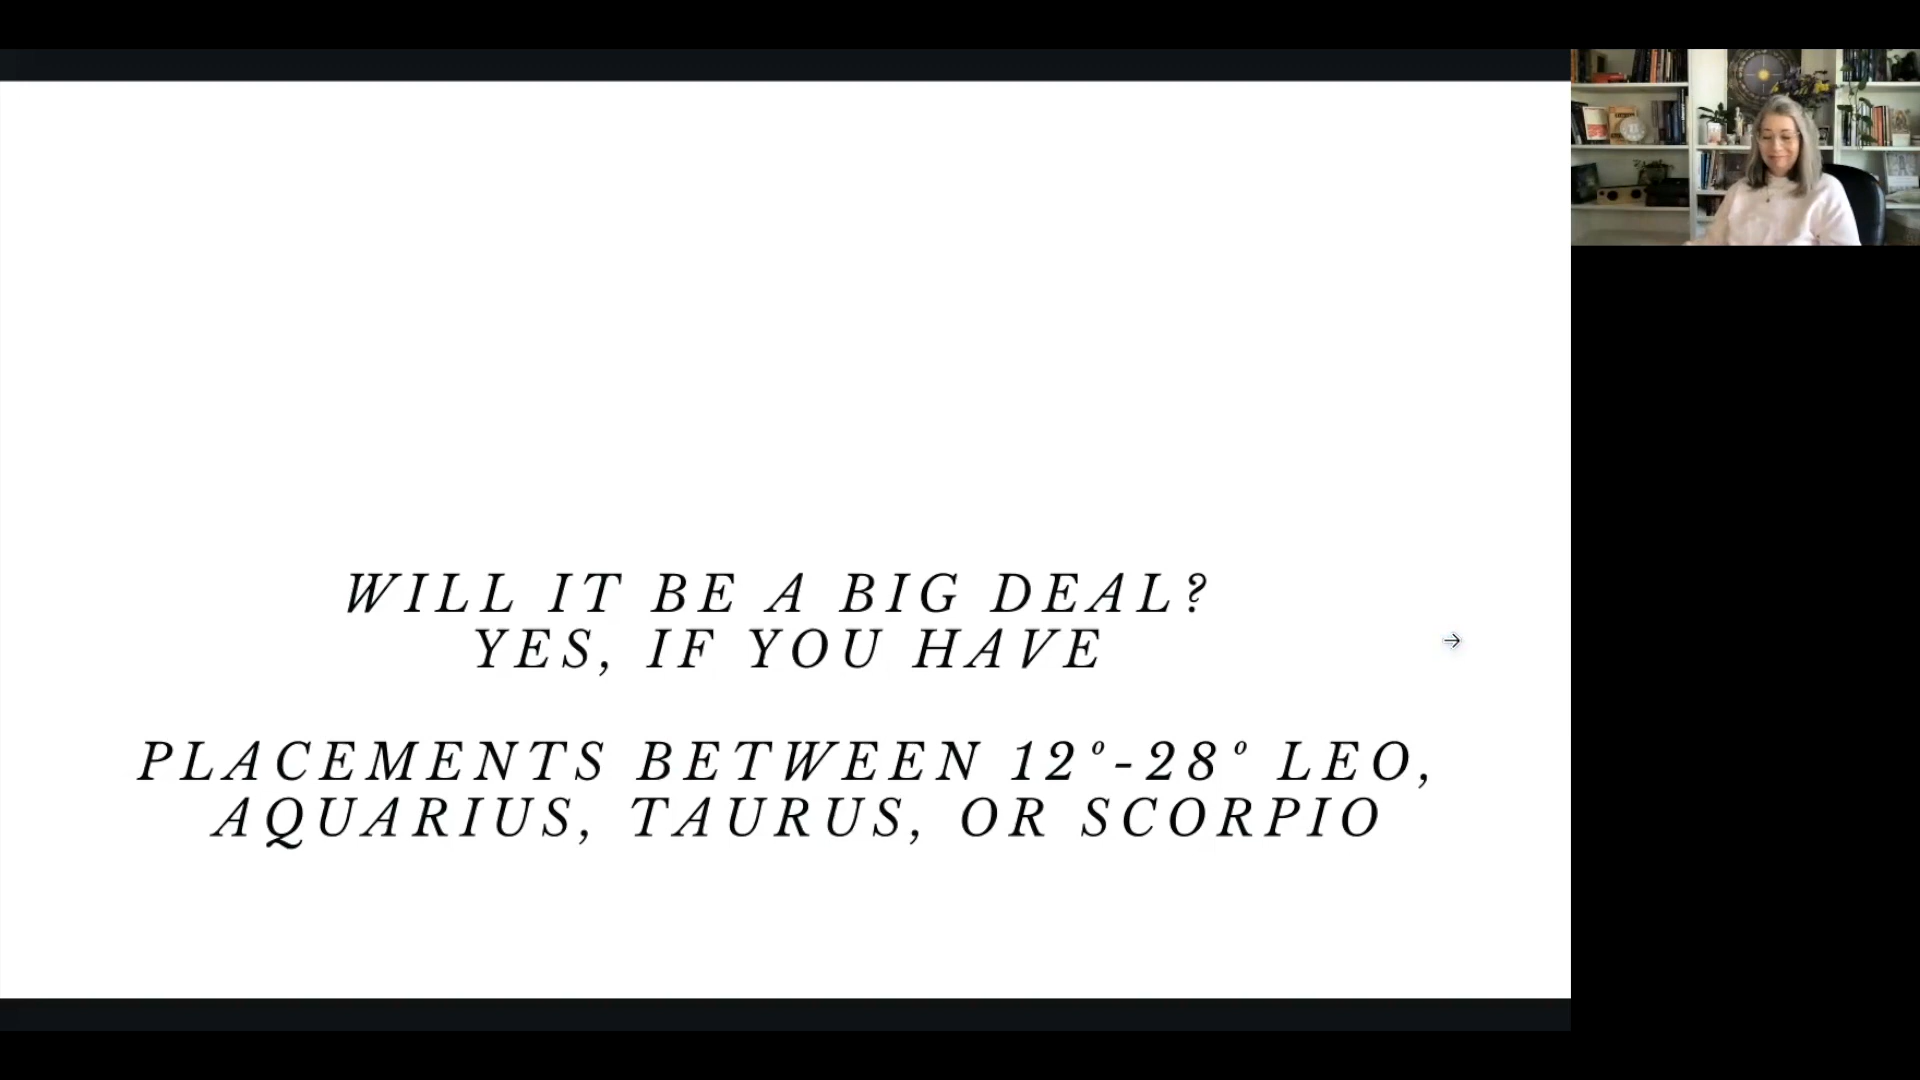 WILL IT BE A BIG DEAL?
YES, IF YOU HAVE
PLACEMENTS BETWEEN 12º-28º LEO,
AQUARIUS, TAURUS, OR SCORPIO